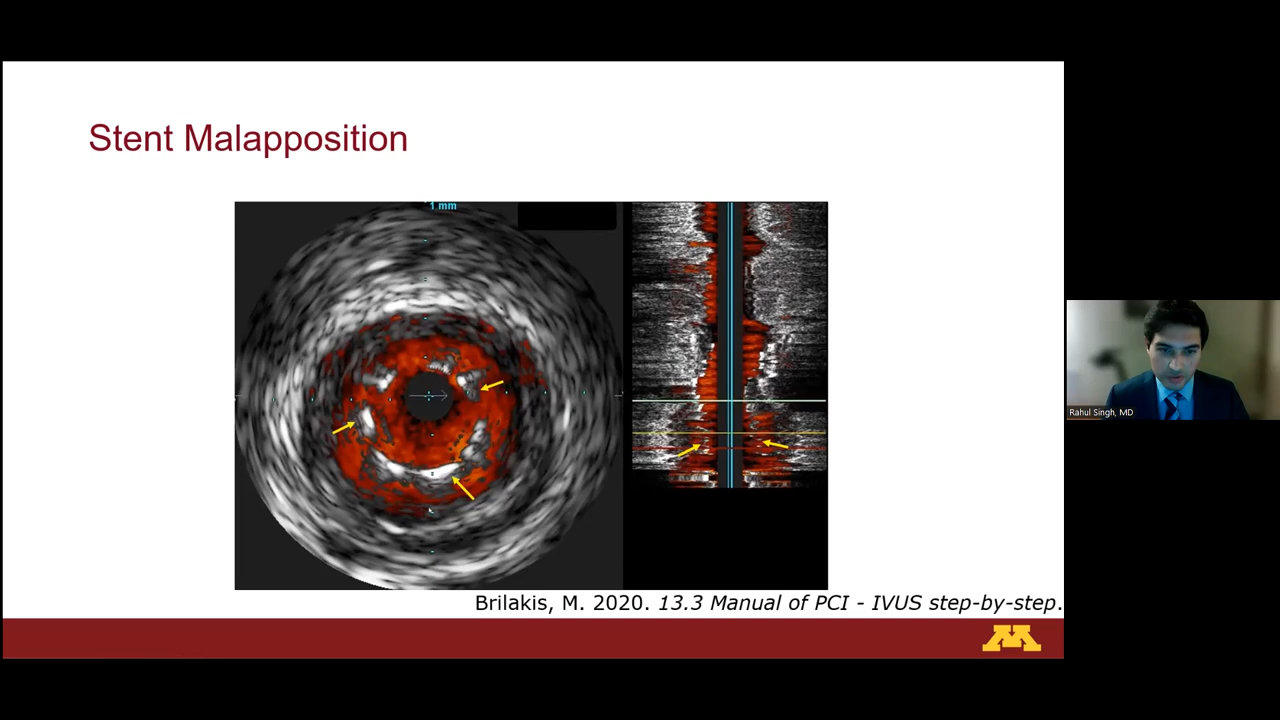 Stent Malapposition
1 mm
Brilakis, M. 2020. 13.3 Manual of PCI - IVUS step-by-step.
Rahul Singh, MD
M